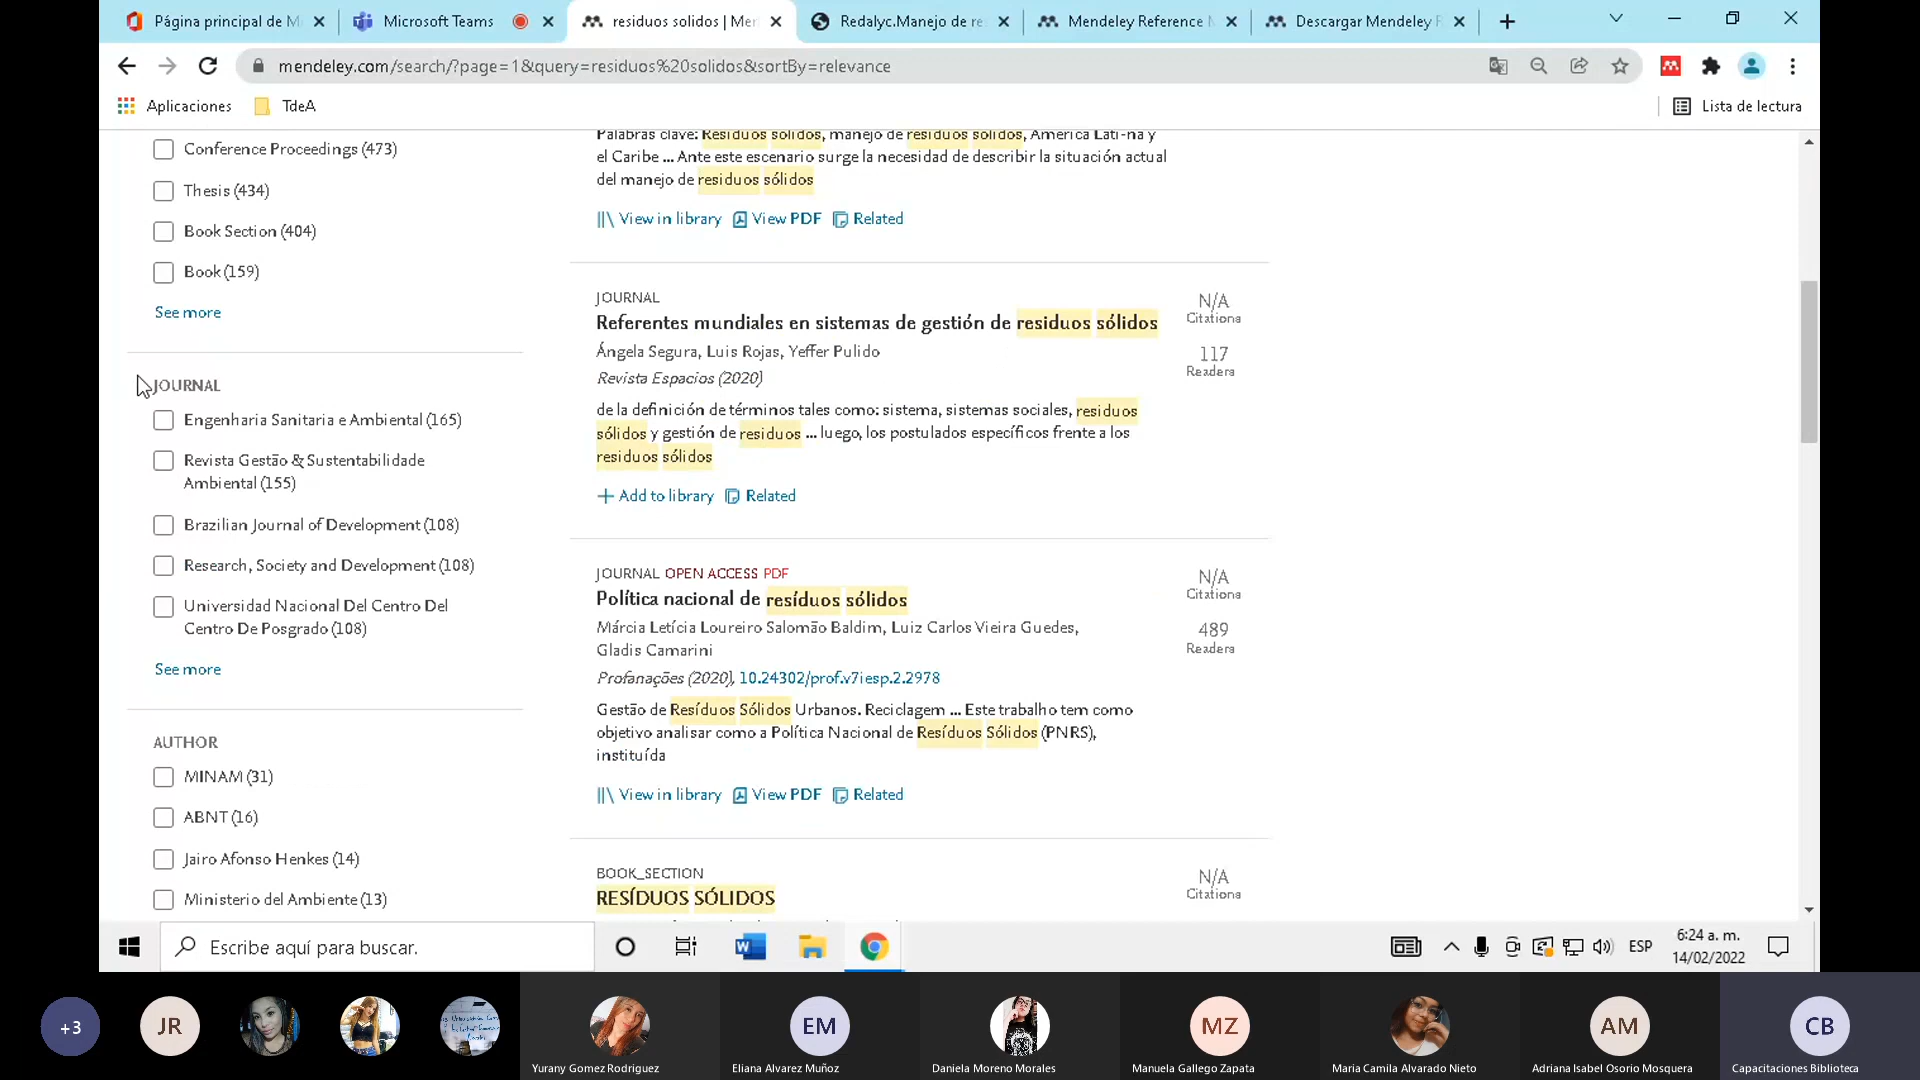 Página principal de Mi
Microsoft Teams
residuos solidos | Men
Redalyc.Manejo de re
Mendeley Reference M
Descargar Mendeley R
mendeley.com/search/?page=1&query=residuos%20solidos&sortBy=relevance
Aplicaciones
TdeA
Lista de lectura
Conference Proceedings (473)
Thesis (434)
Book Section (404)
Book (159)
See more
JOURNAL
Engenharia Sanitaria e Ambiental (165)
Revista Gestão & Sustentabilidade
Ambiental (155)
Brazilian Journal of Development (108)
Research, Society and Development (108)
Universidad Nacional Del Centro Del
Centro De Posgrado (108)
See more
AUTHOR
MINAM (31)
ABNT (16)
Jairo Afonso Henkes (14)
Ministerio del Ambiente (13)
Palabras clave: Residuos sólidos, manejo de residuos sólidos, América Lati-na y
el Caribe ... Ante este escenario surge la necesidad de describir la situación actual
del manejo de residuos sólidos
View in library View PDF Related
JOURNAL
Referentes mundiales en sistemas de gestión de residuos sólidos
Ángela Segura, Luis Rojas, Yeffer Pulido
Revista Espacios (2020)
de la definición de términos tales como: sistema, sistemas sociales, residuos
sólidos y gestión de residuos ... luego, los postulados específicos frente a los
residuos sólidos
Add to library Related
N/A
Citations
117
Readers
JOURNAL OPEN ACCESS PDF
Política nacional de resíduos sólidos
Márcia Letícia Loureiro Salomão Baldim, Luiz Carlos Vieira Guedes,
Gladis Camarini
Profanações (2020), 10.24302/prof.v7iesp.2.2978
Gestão de Resíduos Sólidos Urbanos. Reciclagem ... Este trabalho tem como
objetivo analisar como a Política Nacional de Resíduos Sólidos (PNRS),
instituída
View in library View PDF Related
N/A
Citations
489
Readers
BOOK_SECTION
RESÍDUOS SÓLIDOS
N/A
Citations
Escribe aquí para buscar.
ESP
6:24 a. m.
14/02/2022
+3
JR
EM
MZ
AM
CB
Yurany Gomez Rodriguez
Eliana Alvarez Muñoz
Daniela Moreno Morales
Manuela Gallego Zapata
Maria Camila Alvarado Nieto
Adriana Isabel Osorio Mosquera
Capacitaciones Biblioteca